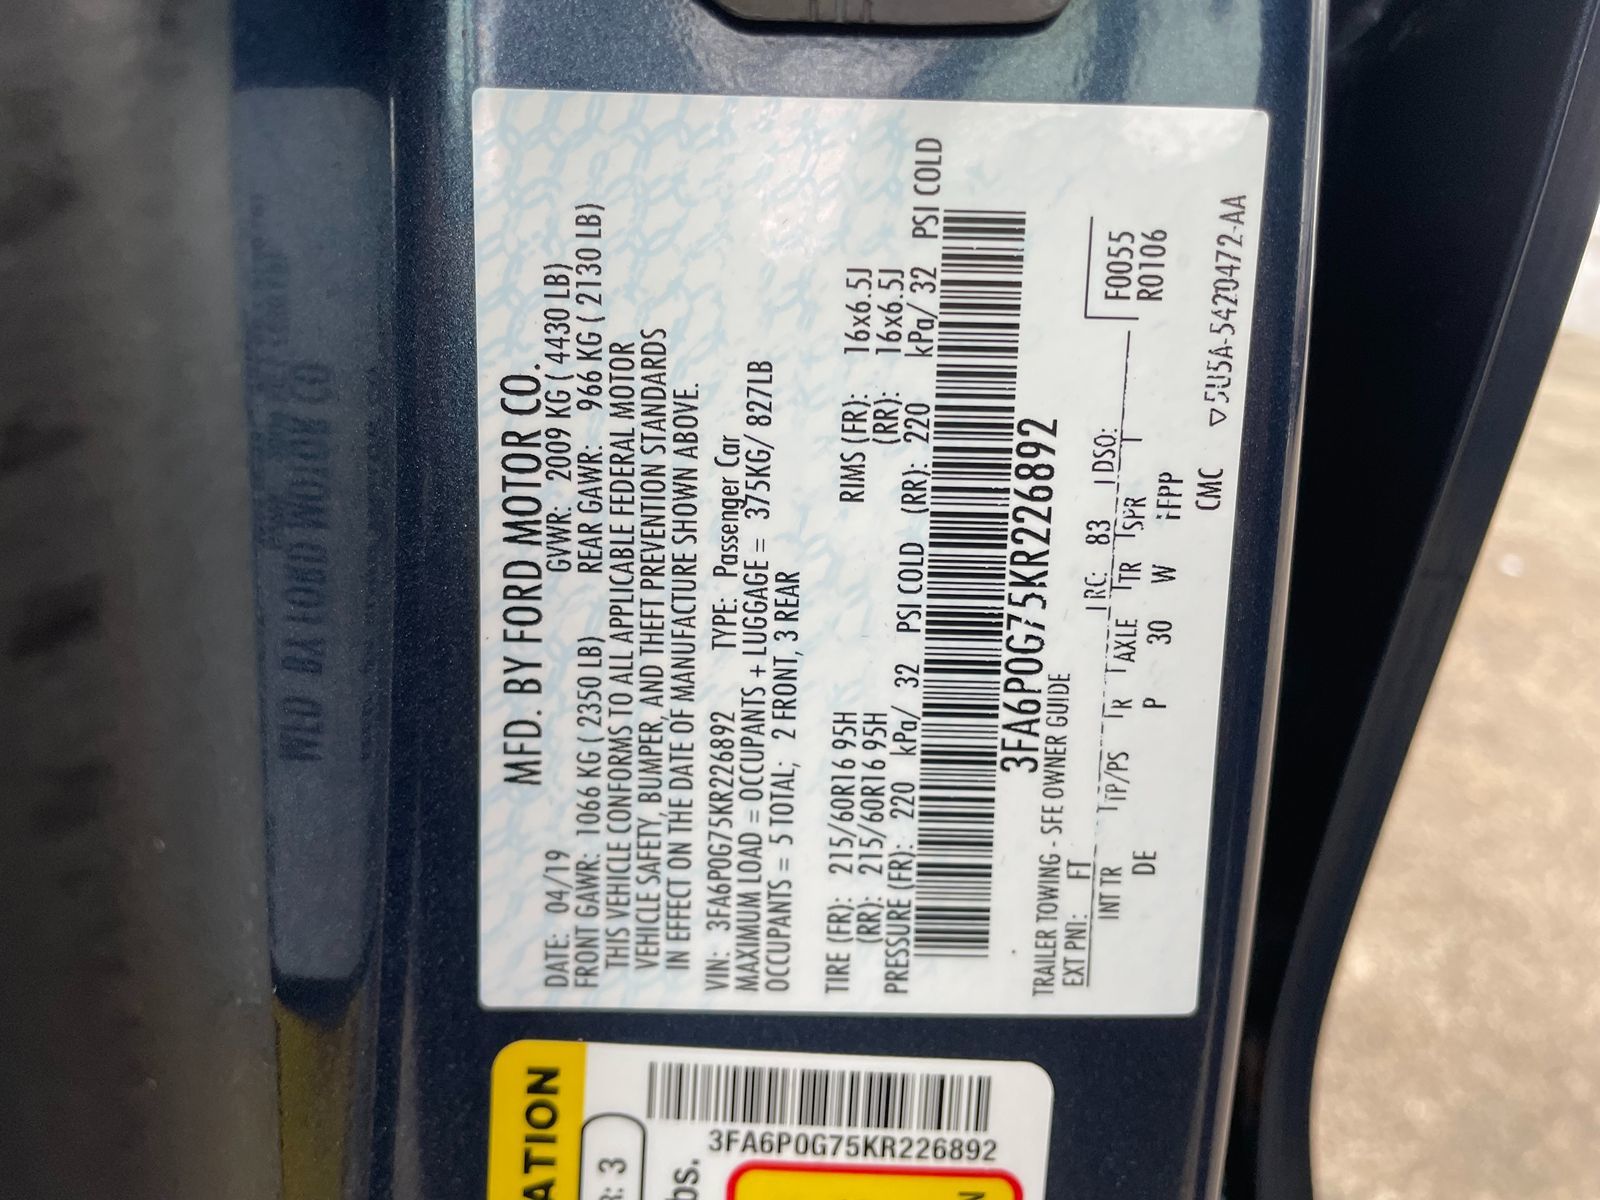 MFD. BY FORD MOTOR CO.
DATE: 04/19 GVWR: 2009 KG ( 4430 LB)
FRONT GAWR: 1066 KG ( 2350 LB) REAR GAWR: 966 KG ( 2130 LB)
THIS VEHICLE CONFORMS TO ALL APPLICABLE FEDERAL MOTOR
VEHICLE SAFETY, BUMPER, AND THEFT PREVENTION STANDARDS
IN EFFECT ON THE DATE OF MANUFACTURE SHOWN ABOVE.
VIN: 3FA6P0G75KR226892 TYPE: Passenger Car
MAXIMUM LOAD = OCCUPANTS + LUGGAGE = 375KG/ 827LB
OCCUPANTS = 5 TOTAL; 2 FRONT, 3 REAR
TIRE (FR): 215/60R16 95H RIMS (FR): 16x6.5J
(RR): 215/60R16 95H (RR): 16x6.5J
PRESSURE (FR): 220 kPa/ 32 PSI COLD (RR): 220 kPa/ 32 PSI COLD
3FA6P0G75KR226892
TRAILER TOWING - SEE OWNER GUIDE
EXT PNT: FT RC: 83 DSO: F0055
INT TR TP/PS R AXLE TR SPR R0106
DE P 30 W FFPP
CMC ▽5U5A-5420472-AA
ATION
R: 3
3FA6P0G75KR226892
bs.
N